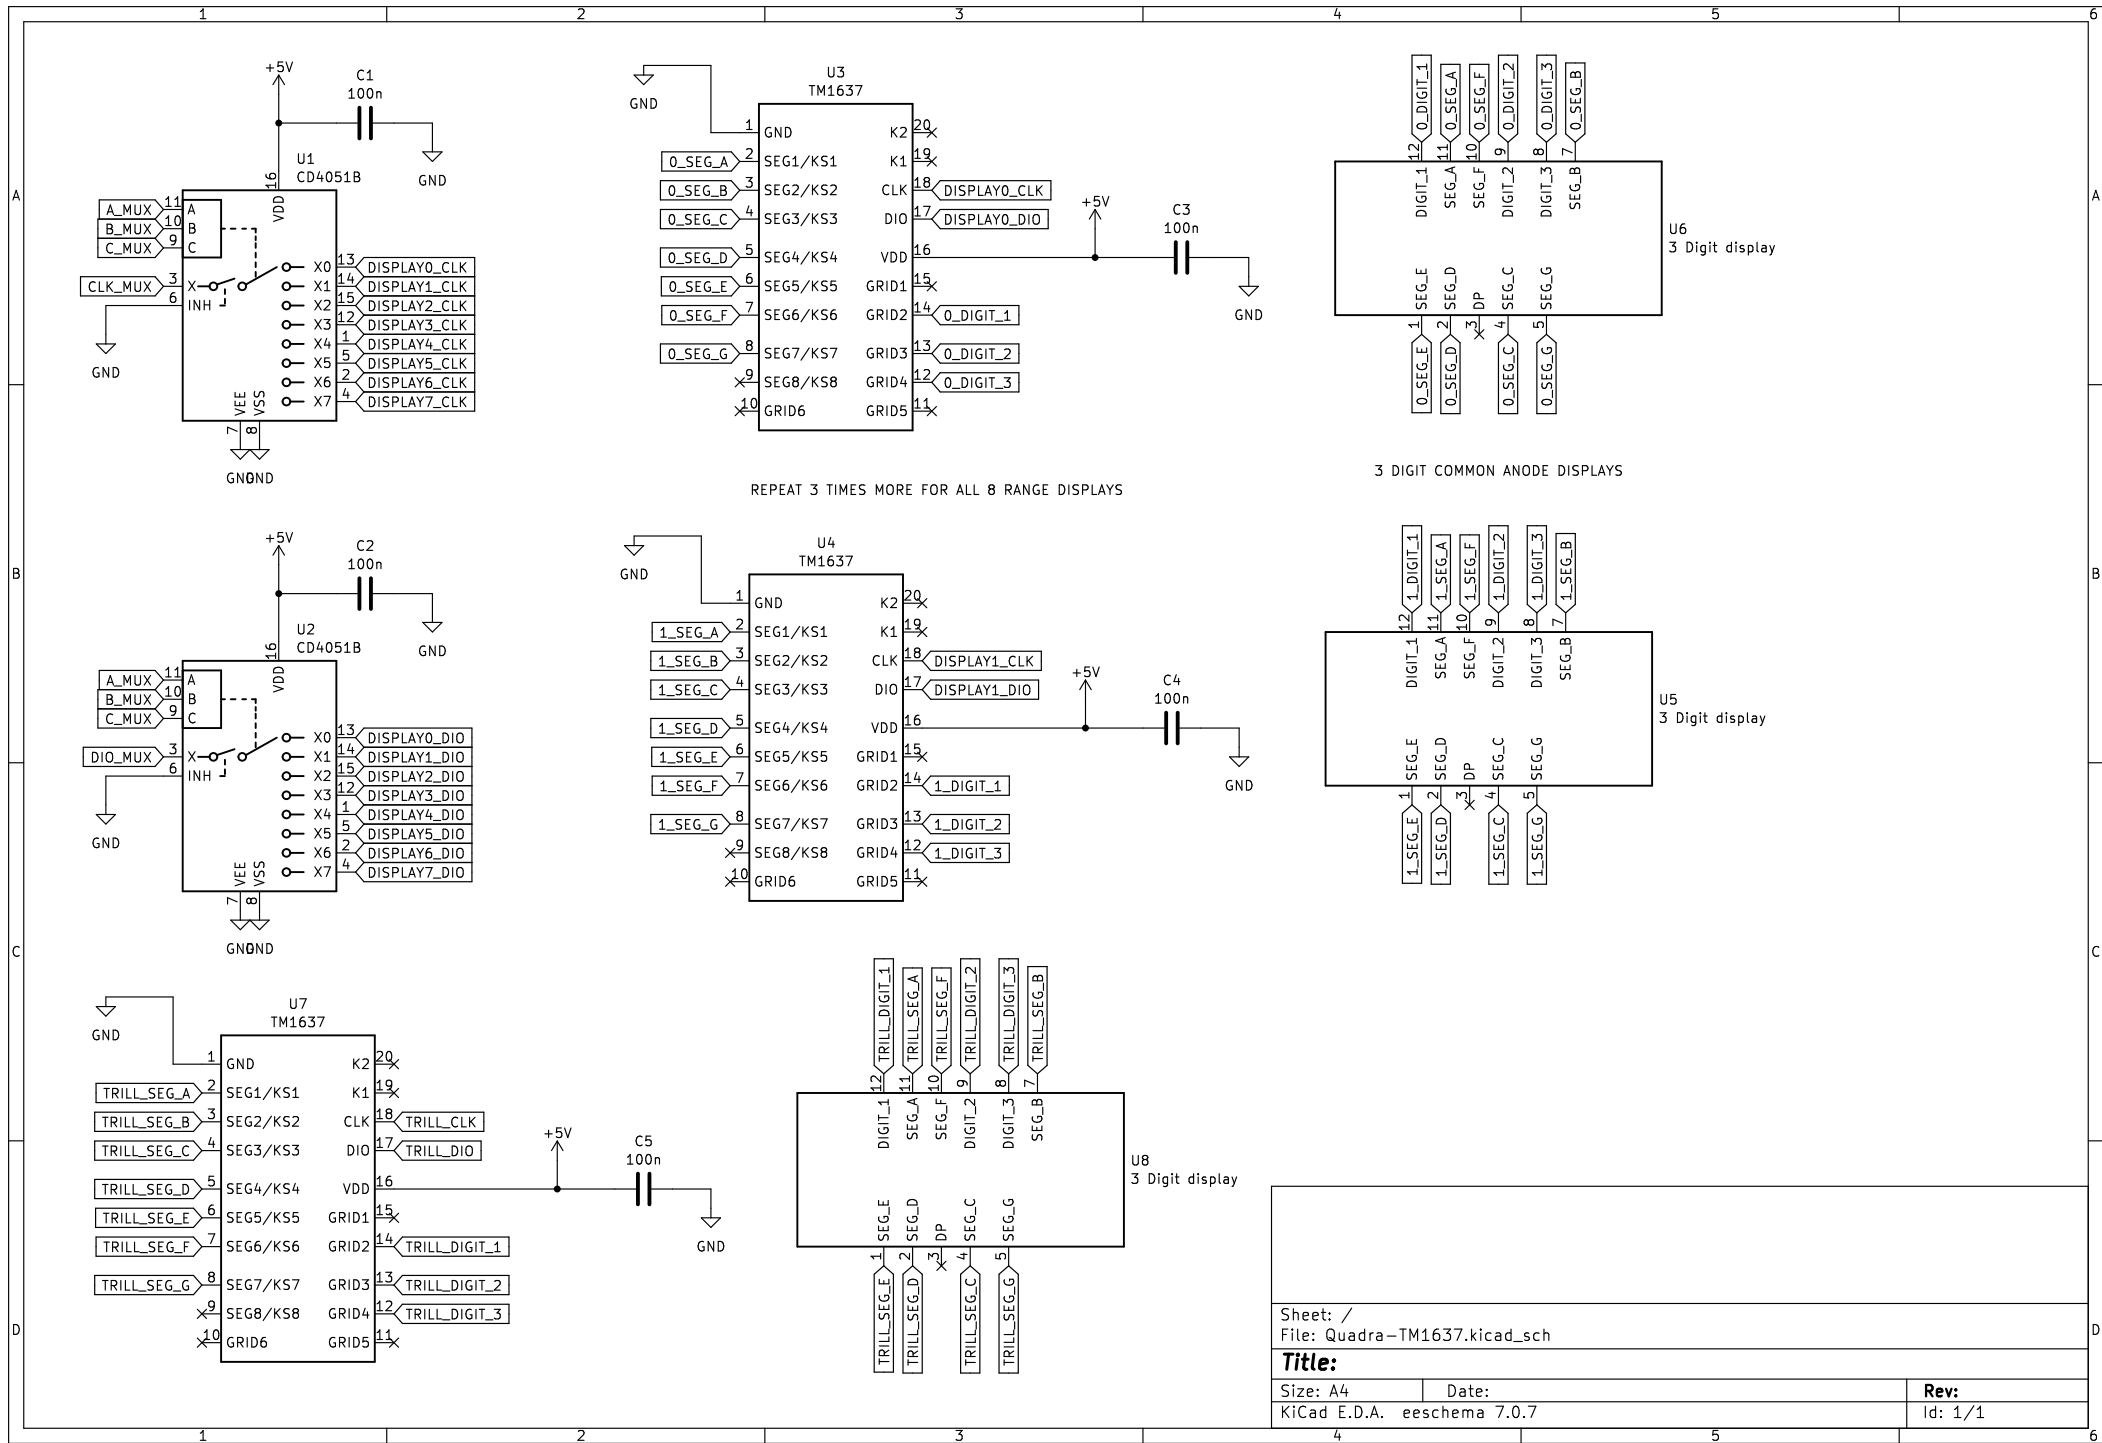 1 2 3 4 5 6
A
B
C
D
+5V
C1
100n
GND
U1
CD4051B
16
VDD
A_MUX 11 A
B_MUX 10 B
C_MUX 9 C
CLK_MUX 3 X
6 INH
GND
X0 13 DISPLAY0_CLK
X1 14 DISPLAY1_CLK
X2 15 DISPLAY2_CLK
X3 12 DISPLAY3_CLK
X4 1 DISPLAY4_CLK
X5 5 DISPLAY5_CLK
X6 2 DISPLAY6_CLK
X7 4 DISPLAY7_CLK
VEE VSS
7 8
GND GND
GND
U3
TM1637
1 GND K2 20
0_SEG_A 2 SEG1/KS1 K1 19
0_SEG_B 3 SEG2/KS2 CLK 18 DISPLAY0_CLK
0_SEG_C 4 SEG3/KS3 DIO 17 DISPLAY0_DIO
0_SEG_D 5 SEG4/KS4 VDD 16
0_SEG_E 6 SEG5/KS5 GRID1 15
0_SEG_F 7 SEG6/KS6 GRID2 14 0_DIGIT_1
0_SEG_G 8 SEG7/KS7 GRID3 13 0_DIGIT_2
9 SEG8/KS8 GRID4 12 0_DIGIT_3
10 GRID6 GRID5 11
+5V
C3
100n
GND
0_DIGIT_1 0_SEG_A 0_SEG_F 0_DIGIT_2 0_DIGIT_3 0_SEG_B
12 11 10 9 8 7
DIGIT_1 SEG_A SEG_F DIGIT_2 DIGIT_3 SEG_B
U6
3 Digit display
SEG_E SEG_D DP SEG_C SEG_G
1 2 3 4 5
0_SEG_E 0_SEG_D 0_SEG_C 0_SEG_G
REPEAT 3 TIMES MORE FOR ALL 8 RANGE DISPLAYS
3 DIGIT COMMON ANODE DISPLAYS
+5V
C2
100n
GND
U2
CD4051B
16
VDD
A_MUX 11 A
B_MUX 10 B
C_MUX 9 C
DIO_MUX 3 X
6 INH
GND
X0 13 DISPLAY0_DIO
X1 14 DISPLAY1_DIO
X2 15 DISPLAY2_DIO
X3 12 DISPLAY3_DIO
X4 1 DISPLAY4_DIO
X5 5 DISPLAY5_DIO
X6 2 DISPLAY6_DIO
X7 4 DISPLAY7_DIO
VEE VSS
7 8
GND GND
GND
U4
TM1637
1 GND K2 20
1_SEG_A 2 SEG1/KS1 K1 19
1_SEG_B 3 SEG2/KS2 CLK 18 DISPLAY1_CLK
1_SEG_C 4 SEG3/KS3 DIO 17 DISPLAY1_DIO
1_SEG_D 5 SEG4/KS4 VDD 16
1_SEG_E 6 SEG5/KS5 GRID1 15
1_SEG_F 7 SEG6/KS6 GRID2 14 1_DIGIT_1
1_SEG_G 8 SEG7/KS7 GRID3 13 1_DIGIT_2
9 SEG8/KS8 GRID4 12 1_DIGIT_3
10 GRID6 GRID5 11
+5V
C4
100n
GND
1_DIGIT_1 1_SEG_A 1_SEG_F 1_DIGIT_2 1_DIGIT_3 1_SEG_B
12 11 10 9 8 7
DIGIT_1 SEG_A SEG_F DIGIT_2 DIGIT_3 SEG_B
U5
3 Digit display
SEG_E SEG_D DP SEG_C SEG_G
1 2 3 4 5
1_SEG_E 1_SEG_D 1_SEG_C 1_SEG_G
GND
U7
TM1637
1 GND K2 20
TRILL_SEG_A 2 SEG1/KS1 K1 19
TRILL_SEG_B 3 SEG2/KS2 CLK 18 TRILL_CLK
TRILL_SEG_C 4 SEG3/KS3 DIO 17 TRILL_DIO
TRILL_SEG_D 5 SEG4/KS4 VDD 16
TRILL_SEG_E 6 SEG5/KS5 GRID1 15
TRILL_SEG_F 7 SEG6/KS6 GRID2 14 TRILL_DIGIT_1
TRILL_SEG_G 8 SEG7/KS7 GRID3 13 TRILL_DIGIT_2
9 SEG8/KS8 GRID4 12 TRILL_DIGIT_3
10 GRID6 GRID5 11
+5V
C5
100n
GND
TRILL_DIGIT_1 TRILL_SEG_A TRILL_SEG_F TRILL_DIGIT_2 TRILL_DIGIT_3 TRILL_SEG_B
12 11 10 9 8 7
DIGIT_1 SEG_A SEG_F DIGIT_2 DIGIT_3 SEG_B
U8
3 Digit display
SEG_E SEG_D DP SEG_C SEG_G
1 2 3 4 5
TRILL_SEG_E TRILL_SEG_D TRILL_SEG_C TRILL_SEG_G
Sheet: /
File: Quadra-TM1637.kicad_sch
Title:
Size: A4 Date: Rev:
KiCad E.D.A. eeschema 7.0.7 Id: 1/1
A
B
C
D
1 2 3 4 5 6